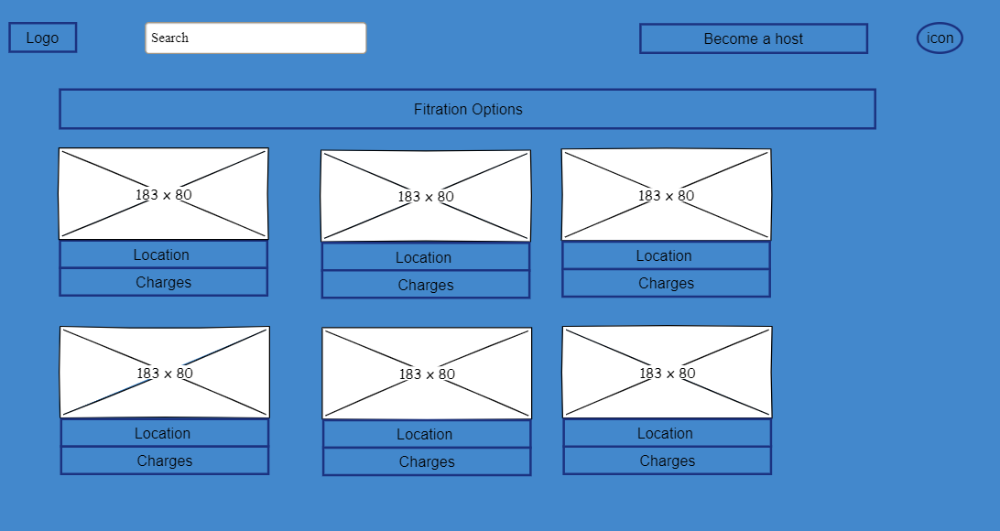 Logo
Search
Become a host
icon
Fitration Options
183 x 80
183 x 80
183 x 80
Location
Location
Location
Charges
Charges
Charges
183 x 80
183 x 80
183 x 80
Location
Location
Location
Charges
Charges
Charges